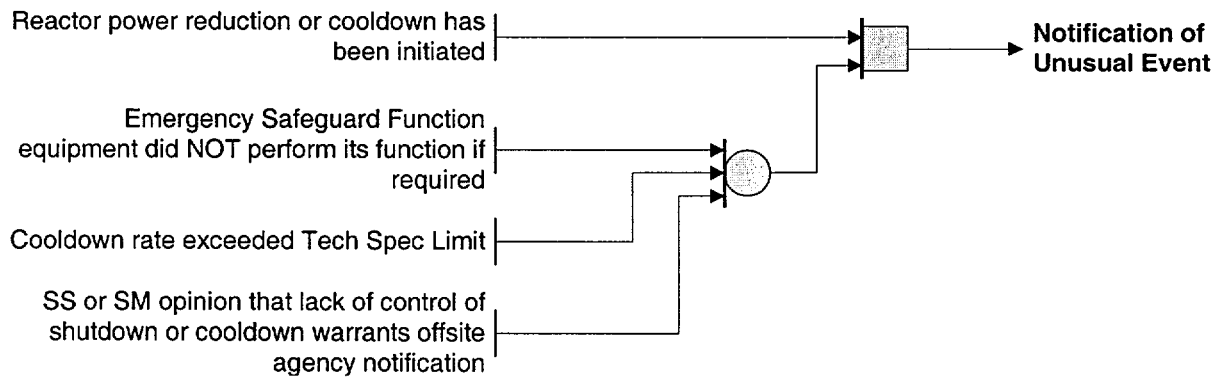 Reactor power reduction or cooldown has
been initiated
Notification of
Unusual Event
Emergency Safeguard Function
equipment did NOT perform its function if
required
Cooldown rate exceeded Tech Spec Limit
SS or SM opinion that lack of control of
shutdown or cooldown warrants offsite
agency notification